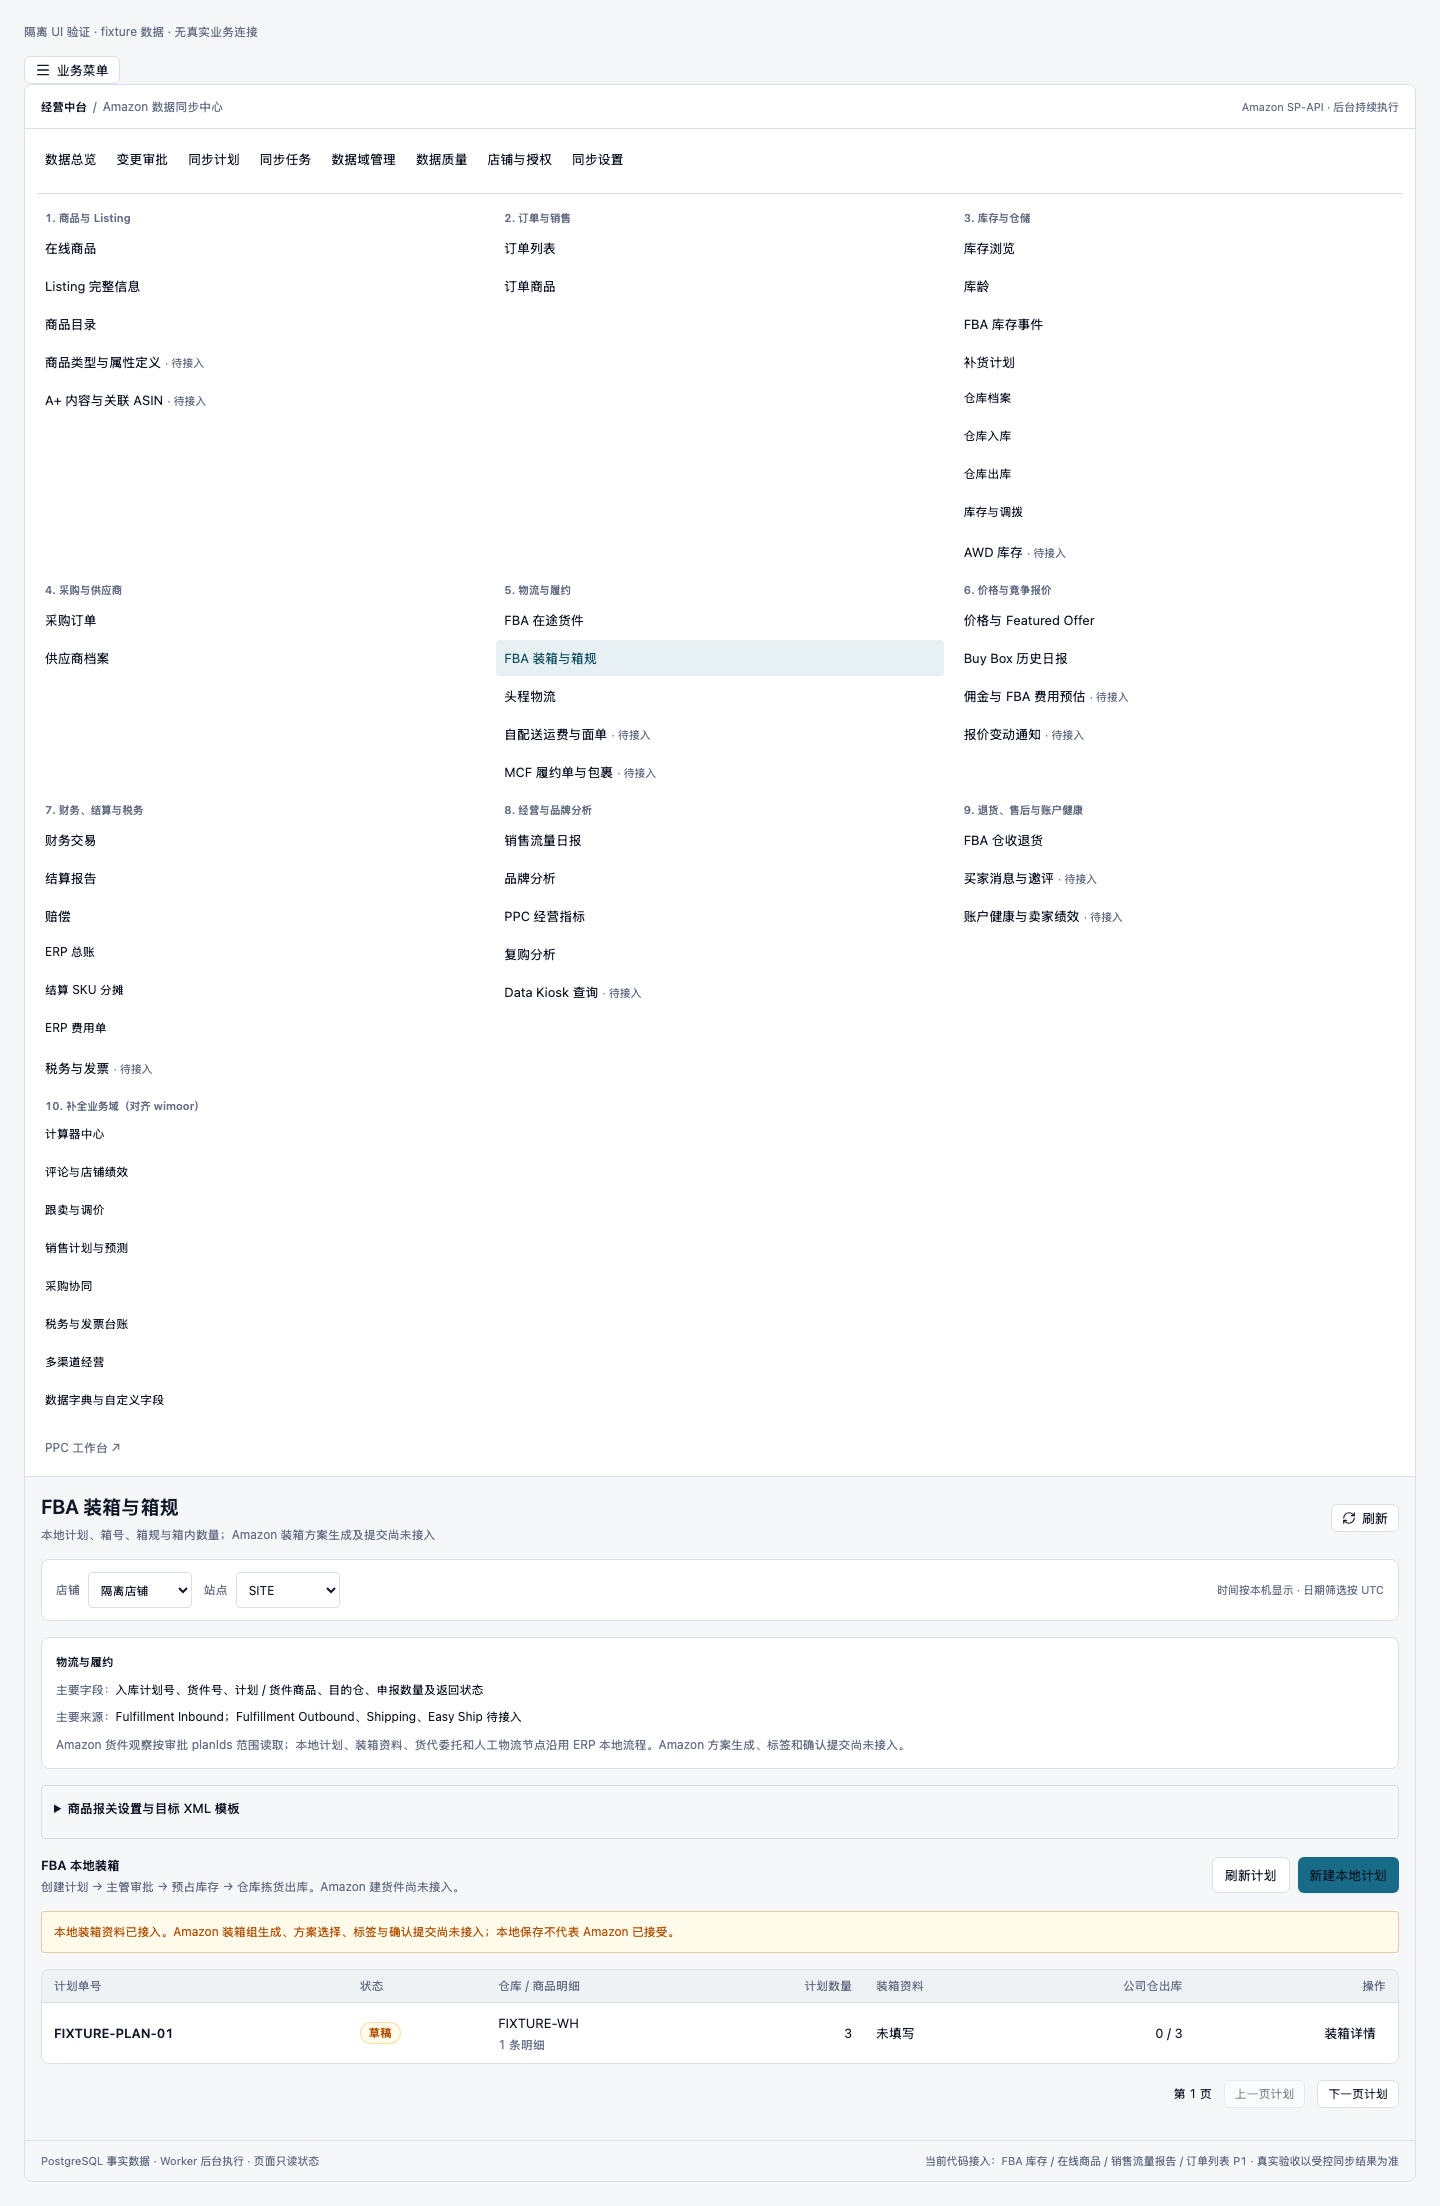 隔离 UI 验证 · fixture 数据 · 无真实业务连接
业务菜单
经营中台 / Amazon 数据同步中心
Amazon SP-API · 后台持续执行
数据总览 变更审批 同步计划 同步任务 数据域管理 数据质量 店铺与授权 同步设置
1. 商品与 Listing
在线商品
Listing 完整信息
商品目录
商品类型与属性定义 · 待接入
A+ 内容与关联 ASIN · 待接入
2. 订单与销售
订单列表
订单商品
3. 库存与仓储
库存浏览
库龄
FBA 库存事件
补货计划
仓库档案
仓库入库
仓库出库
库存与调拨
AWD 库存 · 待接入
4. 采购与供应商
采购订单
供应商档案
5. 物流与履约
FBA 在途货件
FBA 装箱与箱规
头程物流
自配送运费与面单 · 待接入
MCF 履约单与包裹 · 待接入
6. 价格与竞争报价
价格与 Featured Offer
Buy Box 历史日报
佣金与 FBA 费用预估 · 待接入
报价变动通知 · 待接入
7. 财务、结算与税务
财务交易
结算报告
赔偿
ERP 总账
结算 SKU 分摊
ERP 费用单
税务与发票 · 待接入
8. 经营与品牌分析
销售流量日报
品牌分析
PPC 经营指标
复购分析
Data Kiosk 查询 · 待接入
9. 退货、售后与账户健康
FBA 仓收退货
买家消息与邀评 · 待接入
账户健康与卖家绩效 · 待接入
10. 补全业务域（对齐 wimoor）
计算器中心
评论与店铺绩效
跟卖与调价
销售计划与预测
采购协同
税务与发票台账
多渠道经营
数据字典与自定义字段
PPC 工作台 ↗
FBA 装箱与箱规
本地计划、箱号、箱规与箱内数量；Amazon 装箱方案生成及提交尚未接入
刷新
店铺 隔离店铺 站点 SITE
时间按本机显示 · 日期筛选按 UTC
物流与履约
主要字段：入库计划号、货件号、计划 / 货件商品、目的仓、申报数量及返回状态
主要来源：Fulfillment Inbound；Fulfillment Outbound、Shipping、Easy Ship 待接入
Amazon 货件观察按审批 planIds 范围读取；本地计划、装箱资料、货代委托和人工物流节点沿用 ERP 本地流程。Amazon 方案生成、标签和确认提交尚未接入。
▶ 商品报关设置与目标 XML 模板
FBA 本地装箱
创建计划 → 主管审批 → 预占库存 → 仓库拣货出库。Amazon 建货件尚未接入。
刷新计划 新建本地计划
本地装箱资料已接入。Amazon 装箱组生成、方案选择、标签与确认提交尚未接入；本地保存不代表 Amazon 已接受。
计划单号 状态 仓库 / 商品明细 计划数量 装箱资料 公司仓出库 操作
FIXTURE-PLAN-01 草稿 FIXTURE-WH 3 未填写 0 / 3 装箱详情
1 条明细
第 1 页 上一页计划 下一页计划
PostgreSQL 事实数据 · Worker 后台执行 · 页面只读状态
当前代码接入：FBA 库存 / 在线商品 / 销售流量报告 / 订单列表 P1 · 真实验收以受控同步结果为准